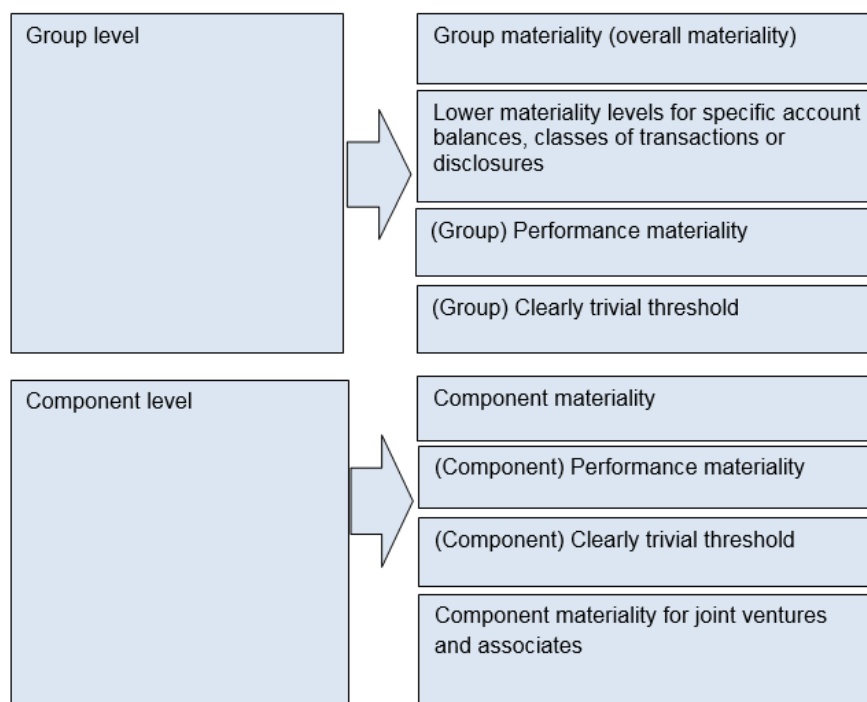 Group level
Group materiality (overall materiality)
Lower materiality levels for specific account
balances, classes of transactions or
disclosures
(Group) Performance materiality
(Group) Clearly trivial threshold
Component level
Component materiality
(Component) Performance materiality
(Component) Clearly trivial threshold
Component materiality for joint ventures
and associates